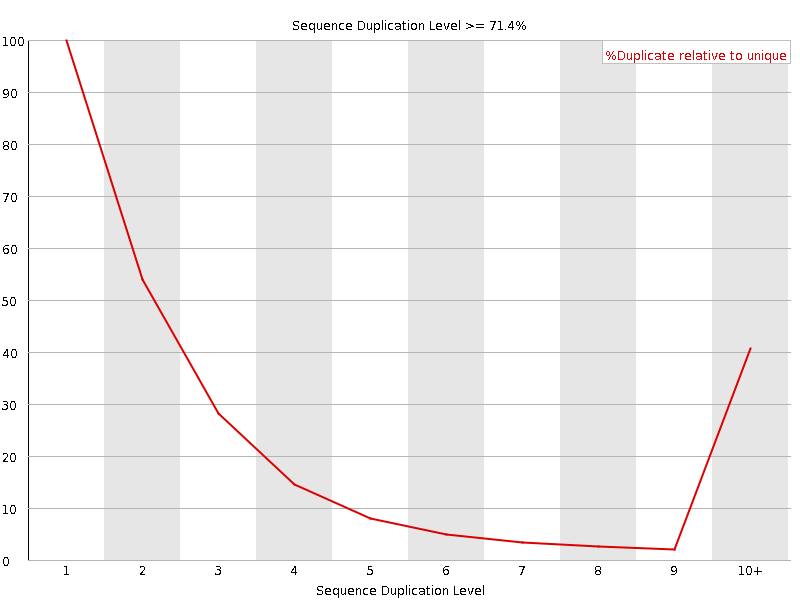 Sequence Duplication Level >= 71.4%
%Duplicate relative to unique
100
90
80
70
60
50
40
30
20
10
0
1 2 3 4 5 6 7 8 9 10+
Sequence Duplication Level